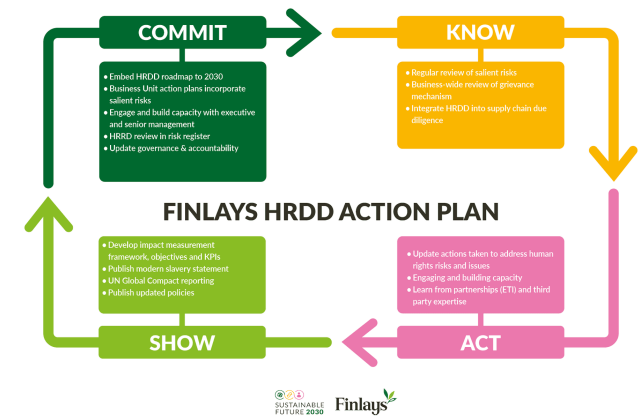 COMMIT
• Embed HRDD roadmap to 2030
• Business Unit action plans incorporate
salient risks
• Engage and build capacity with executive
and senior management
• HRRD review in risk register
• Update governance & accountability
KNOW
• Regular review of salient risks
• Business-wide review of grievance
mechanism
• Integrate HRDD into supply chain due
diligence
FINLAYS HRDD ACTION PLAN
• Develop impact measurement
framework, objectives and KPIs
• Publish modern slavery statement
• UN Global Compact reporting
• Publish updated policies
SHOW
• Update actions taken to address human
rights risks and issues
• Engaging and building capacity
• Learn from partnerships (ETI) and third
party expertise
ACT
SUSTAINABLE
FUTURE 2030
Finlays